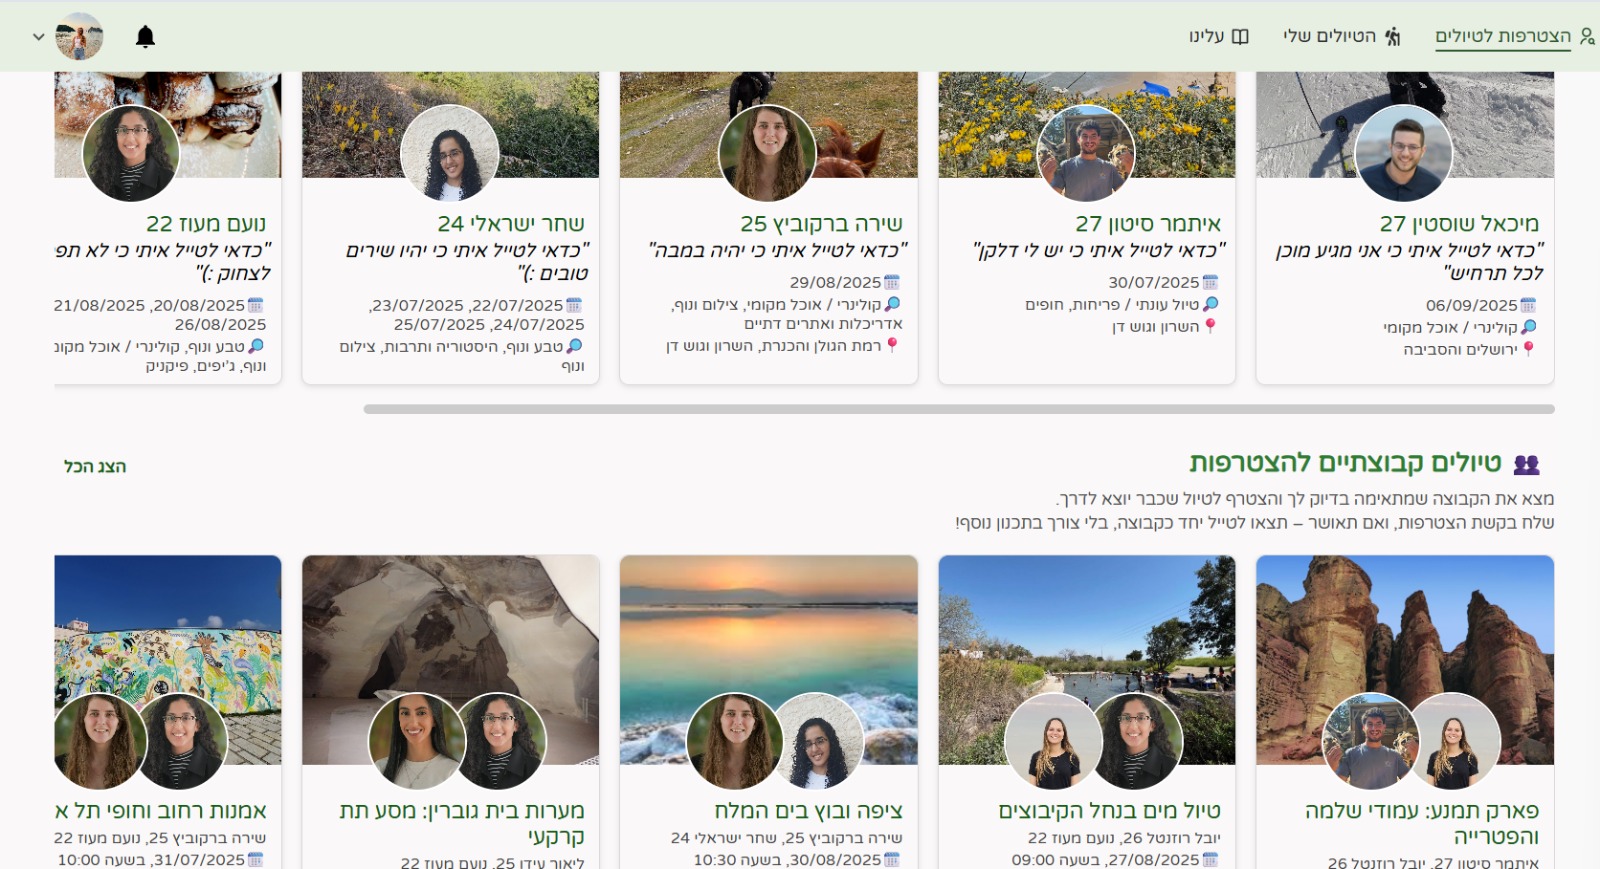 הצטרפות לטיולים
הטיולים שלי
עלינו
מיכאל שוסטין 27
"כדאי לטייל איתי כי אני מגיע מוכן
לכל תרחיש"
06/09/2025
קולינרי / אוכל מקומי
ירושלים והסביבה
איתמר סיטון 27
"כדאי לטייל איתי כי יש לי דלקן"
30/07/2025
טיול עונתי / פריחות, חופים
השרון וגוש דן
שירה ברקוביץ 25
"כדאי לטייל איתי כי יהיה במבה"
29/08/2025
קולינרי / אוכל מקומי, צילום ונוף,
אדריכלות ואתרים דתיים
רמת הגולן והכנרת, השרון וגוש דן
שחר ישראלי 24
"כדאי לטייל איתי כי יהיו שירים
טובים :)"
22/07/2025, 23/07/2025,
24/07/2025, 25/07/2025
טבע ונוף, היסטוריה ותרבות, צילום
ונוף
נועם מעוז 22
"כדאי לטייל איתי כי לא תפ
לצחוק :)"
20/08/2025, 21/08/2025
26/08/2025
טבע ונוף, קולינרי / אוכל מקומ
ונוף, ג'יפים, פיקניק
טיולים קבוצתיים להצטרפות
הצג הכל
מצא את הקבוצה שמתאימה בדיוק לך והצטרף לטיול שכבר יוצא לדרך.
שלח בקשת הצטרפות, ואם תאושר – תצאו לטייל יחד כקבוצה, בלי צורך בתכנון נוסף!
פארק תמנע: עמודי שלמה
והפטרייה
איתמר סיטון 27, יובל רוזנטל 26
טיול מים בנחל הקיבוצים
יובל רוזנטל 26, נועם מעוז 22
27/08/2025, בשעה 09:00
ציפה ובוץ בים המלח
שירה ברקוביץ 25, שחר ישראלי 24
30/08/2025, בשעה 10:30
מערות בית גוברין: מסע תת
קרקעי
ליאור עידו 25, נועם מעוז 22
אמנות רחוב וחופי תל א
שירה ברקוביץ 25, נועם מעוז 22
31/07/2025, בשעה 10:00